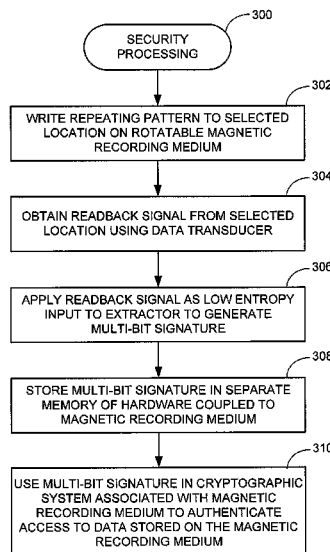 300
SECURITY
PROCESSING
302
WRITE REPEATING PATTERN TO SELECTED
LOCATION ON ROTATABLE MAGNETIC
RECORDING MEDIUM
304
OBTAIN READBACK SIGNAL FROM SELECTED
LOCATION USING DATA TRANSDUCER
306
APPLY READBACK SIGNAL AS LOW ENTROPY
INPUT TO EXTRACTOR TO GENERATE
MULTI-BIT SIGNATURE
308
STORE MULTI-BIT SIGNATURE IN SEPARATE
MEMORY OF HARDWARE COUPLED TO
MAGNETIC RECORDING MEDIUM
310
USE MULTI-BIT SIGNATURE IN CRYPTOGRAPHIC
SYSTEM ASSOCIATED WITH MAGNETIC
RECORDING MEDIUM TO AUTHENTICATE
ACCESS TO DATA STORED ON THE MAGNETIC
RECORDING MEDIUM